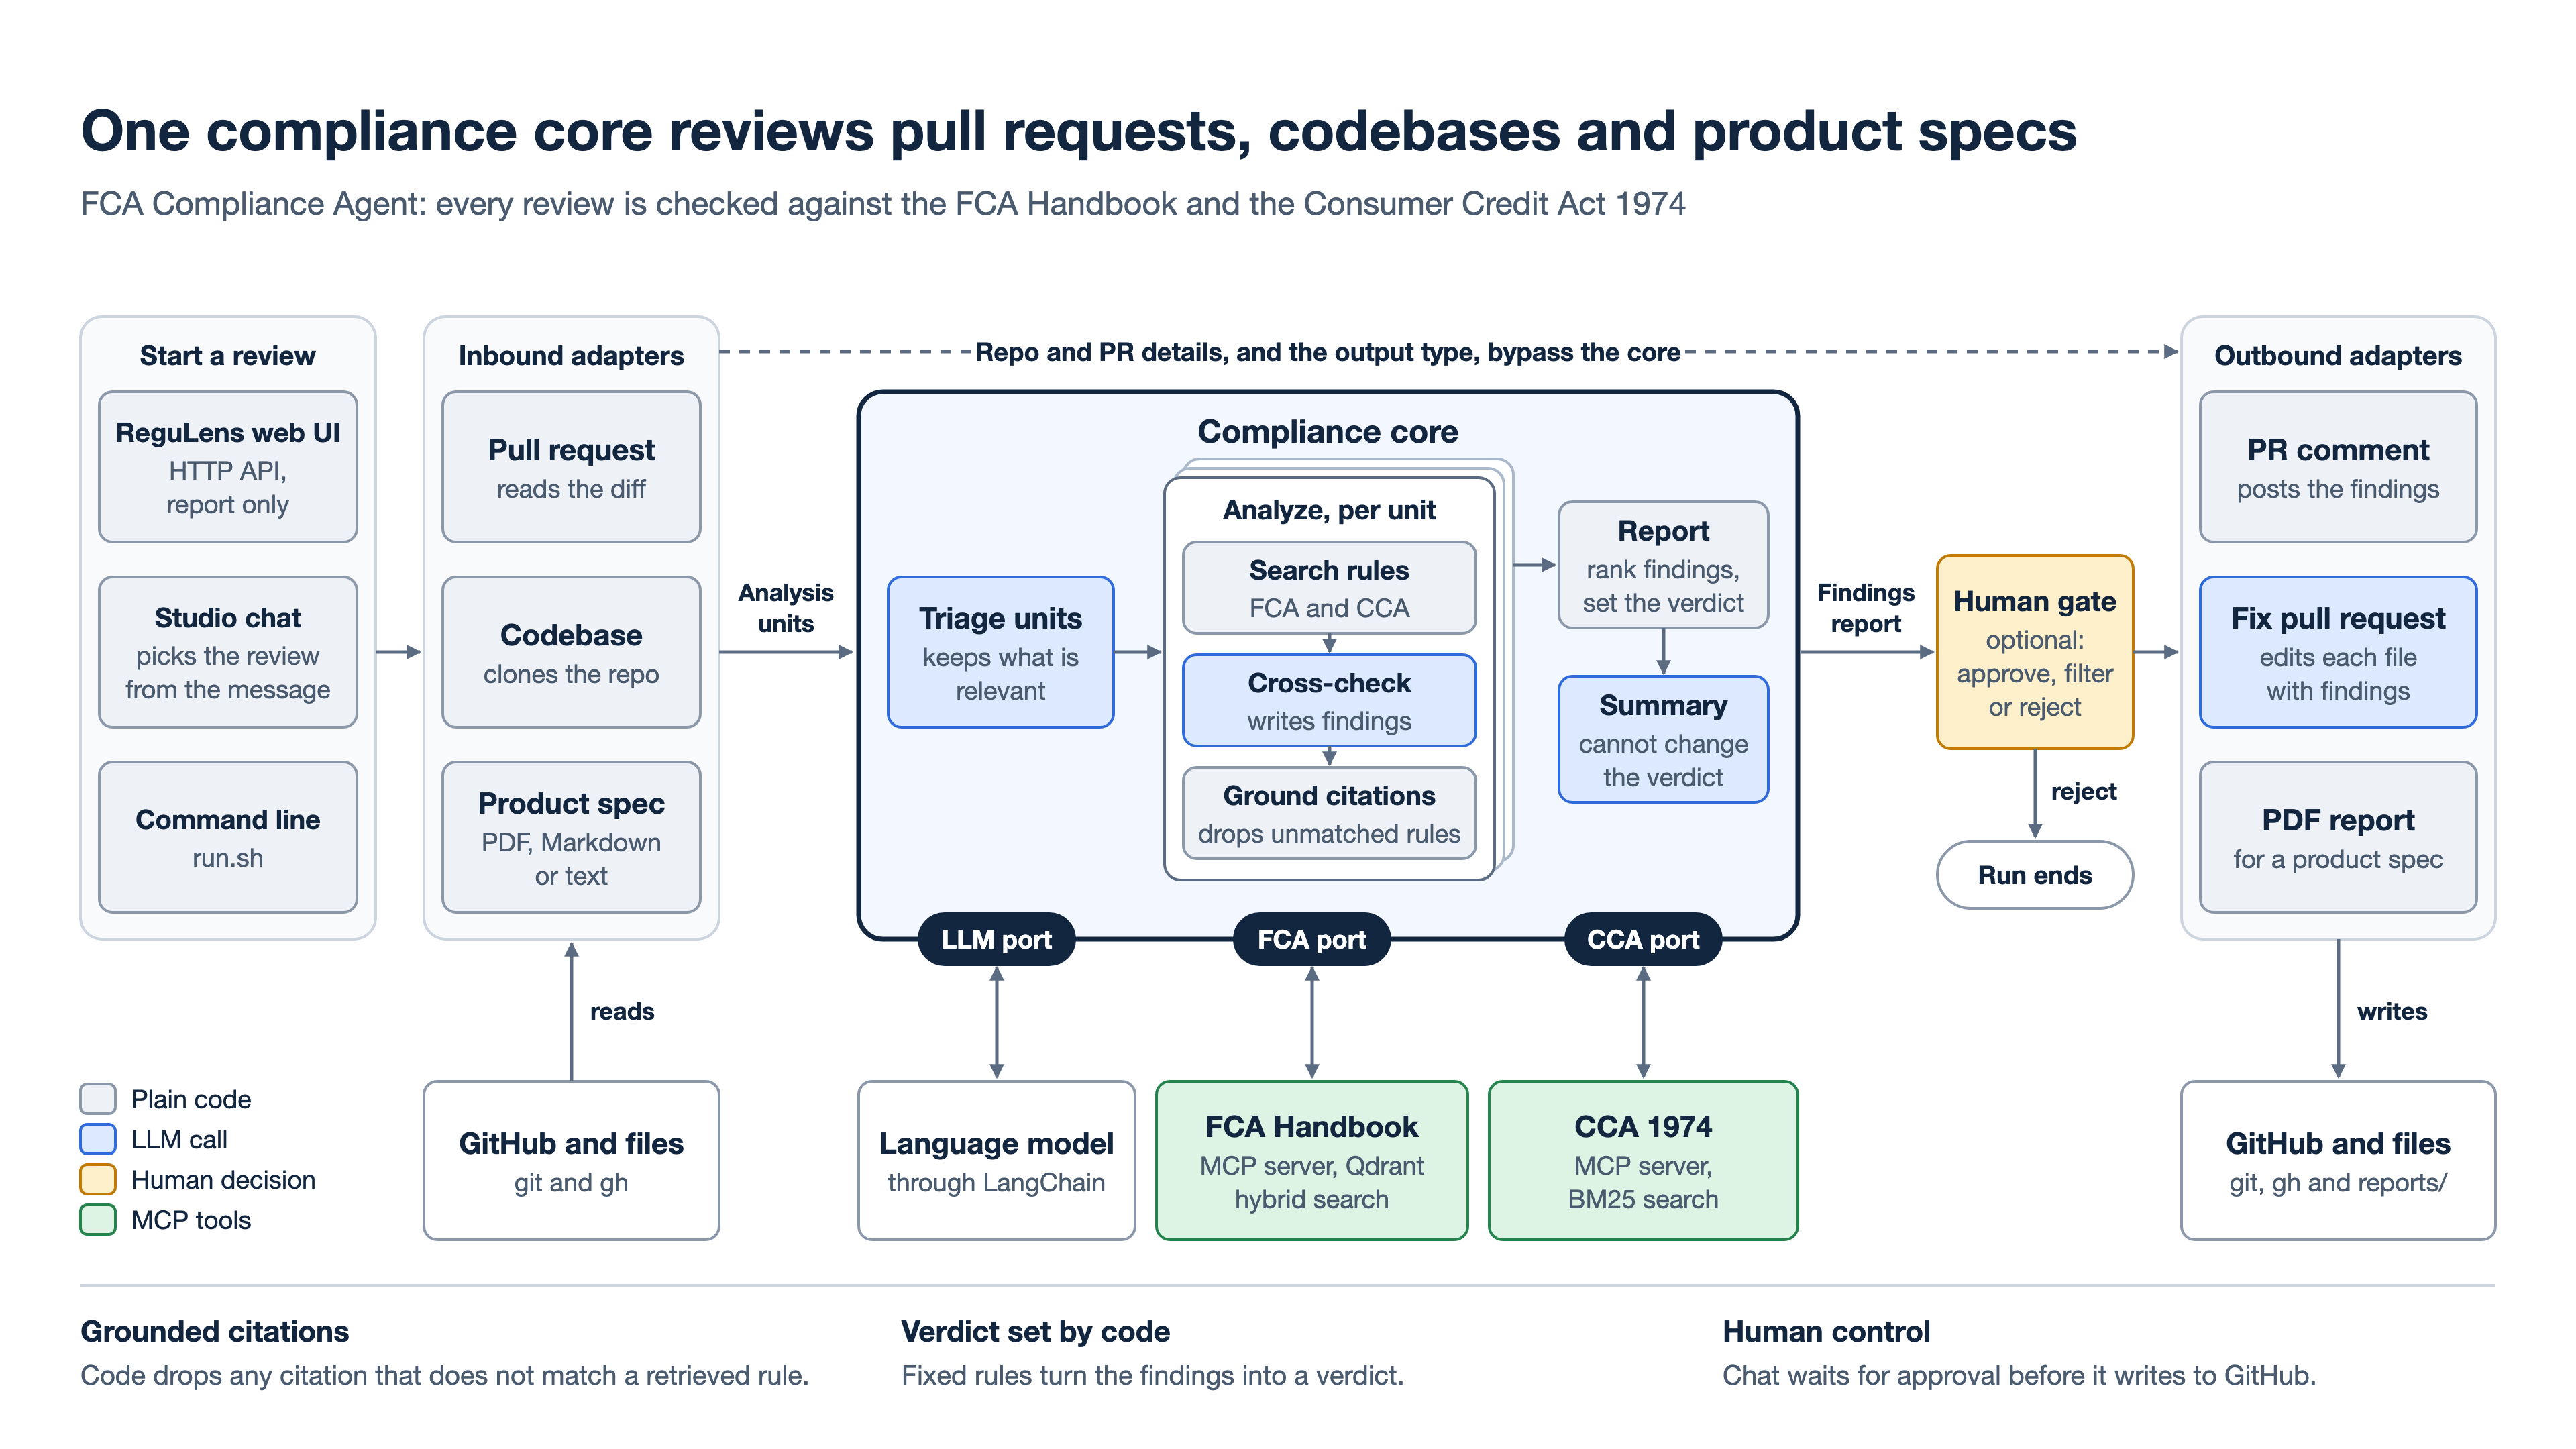 One compliance core reviews pull requests, codebases and product specs
FCA Compliance Agent: every review is checked against the FCA Handbook and the Consumer Credit Act 1974
Start a review
ReguLens web UI
HTTP API,
report only
Studio chat
picks the review
from the message
Command line
run.sh
Inbound adapters
Pull request
reads the diff
Codebase
clones the repo
Product spec
PDF, Markdown
or text
Repo and PR details, and the output type, bypass the core
Analysis
units
Compliance core
Triage units
keeps what is
relevant
Analyze, per unit
Search rules
FCA and CCA
Cross-check
writes findings
Ground citations
drops unmatched rules
Report
rank findings,
set the verdict
Summary
cannot change
the verdict
LLM port
FCA port
CCA port
Findings
report
Human gate
optional:
approve, filter
or reject
reject
Run ends
Outbound adapters
PR comment
posts the findings
Fix pull request
edits each file
with findings
PDF report
for a product spec
reads
writes
Plain code
LLM call
Human decision
MCP tools
GitHub and files
git and gh
Language model
through LangChain
FCA Handbook
MCP server, Qdrant
hybrid search
CCA 1974
MCP server,
BM25 search
GitHub and files
git, gh and reports/
Grounded citations
Code drops any citation that does not match a retrieved rule.
Verdict set by code
Fixed rules turn the findings into a verdict.
Human control
Chat waits for approval before it writes to GitHub.